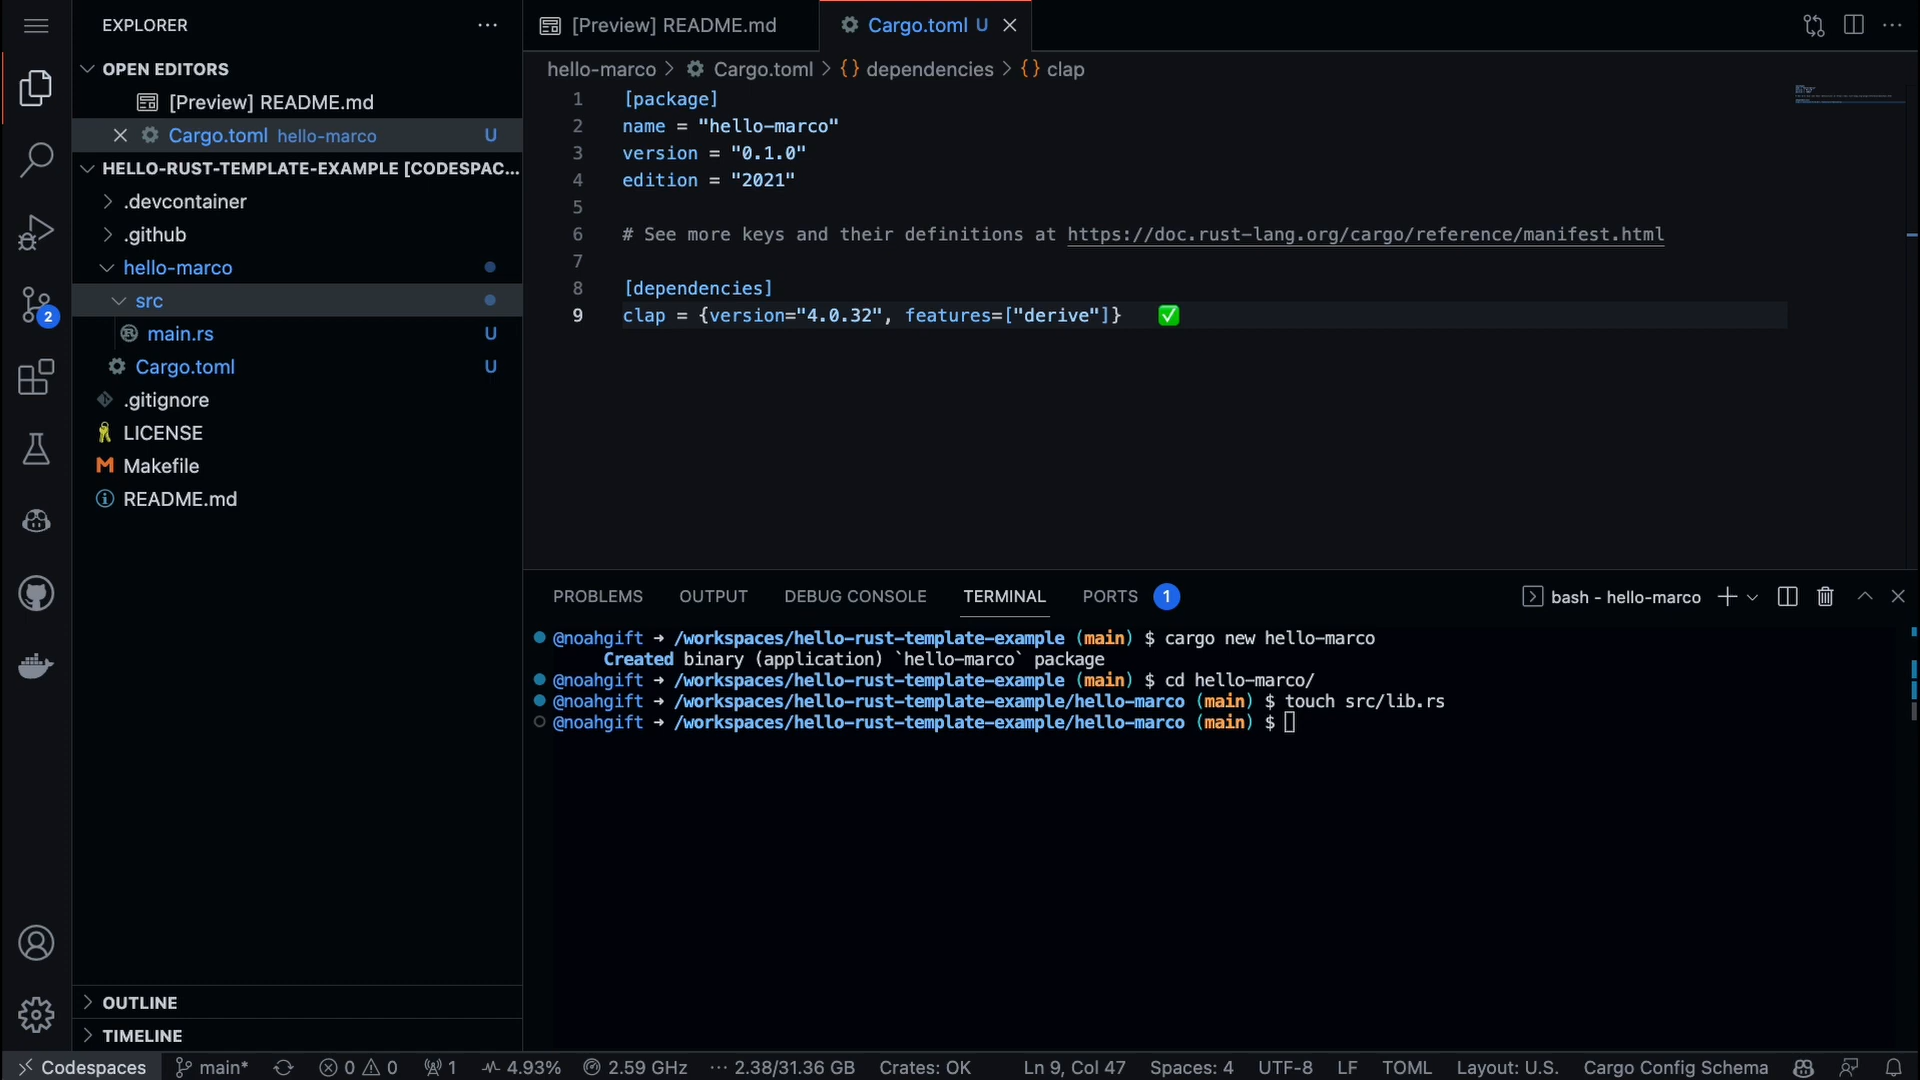 EXPLORER
OPEN EDITORS
[Preview] README.md
Cargo.toml hello-marco U
HELLO-RUST-TEMPLATE-EXAMPLE [CODESPAC...
.devcontainer
.github
hello-marco
src
main.rs U
Cargo.toml U
.gitignore
LICENSE
Makefile
README.md
OUTLINE
TIMELINE
2
[Preview] README.md
Cargo.toml U
hello-marco > Cargo.toml > {} dependencies > {} clap
1 [package]
2 name = "hello-marco"
3 version = "0.1.0"
4 edition = "2021"
5
6 # See more keys and their definitions at https://doc.rust-lang.org/cargo/reference/manifest.html
7
8 [dependencies]
9 clap = {version="4.0.32", features=["derive"]} ✅
PROBLEMS OUTPUT DEBUG CONSOLE TERMINAL PORTS 1
bash - hello-marco
@noahgift → /workspaces/hello-rust-template-example (main) $ cargo new hello-marco
Created binary (application) `hello-marco` package
@noahgift → /workspaces/hello-rust-template-example (main) $ cd hello-marco/
@noahgift → /workspaces/hello-rust-template-example/hello-marco (main) $ touch src/lib.rs
@noahgift → /workspaces/hello-rust-template-example/hello-marco (main) $
Codespaces main* 0 0 1 4.93% 2.59 GHz 2.38/31.36 GB Crates: OK Ln 9, Col 47 Spaces: 4 UTF-8 LF TOML Layout: U.S. Cargo Config Schema